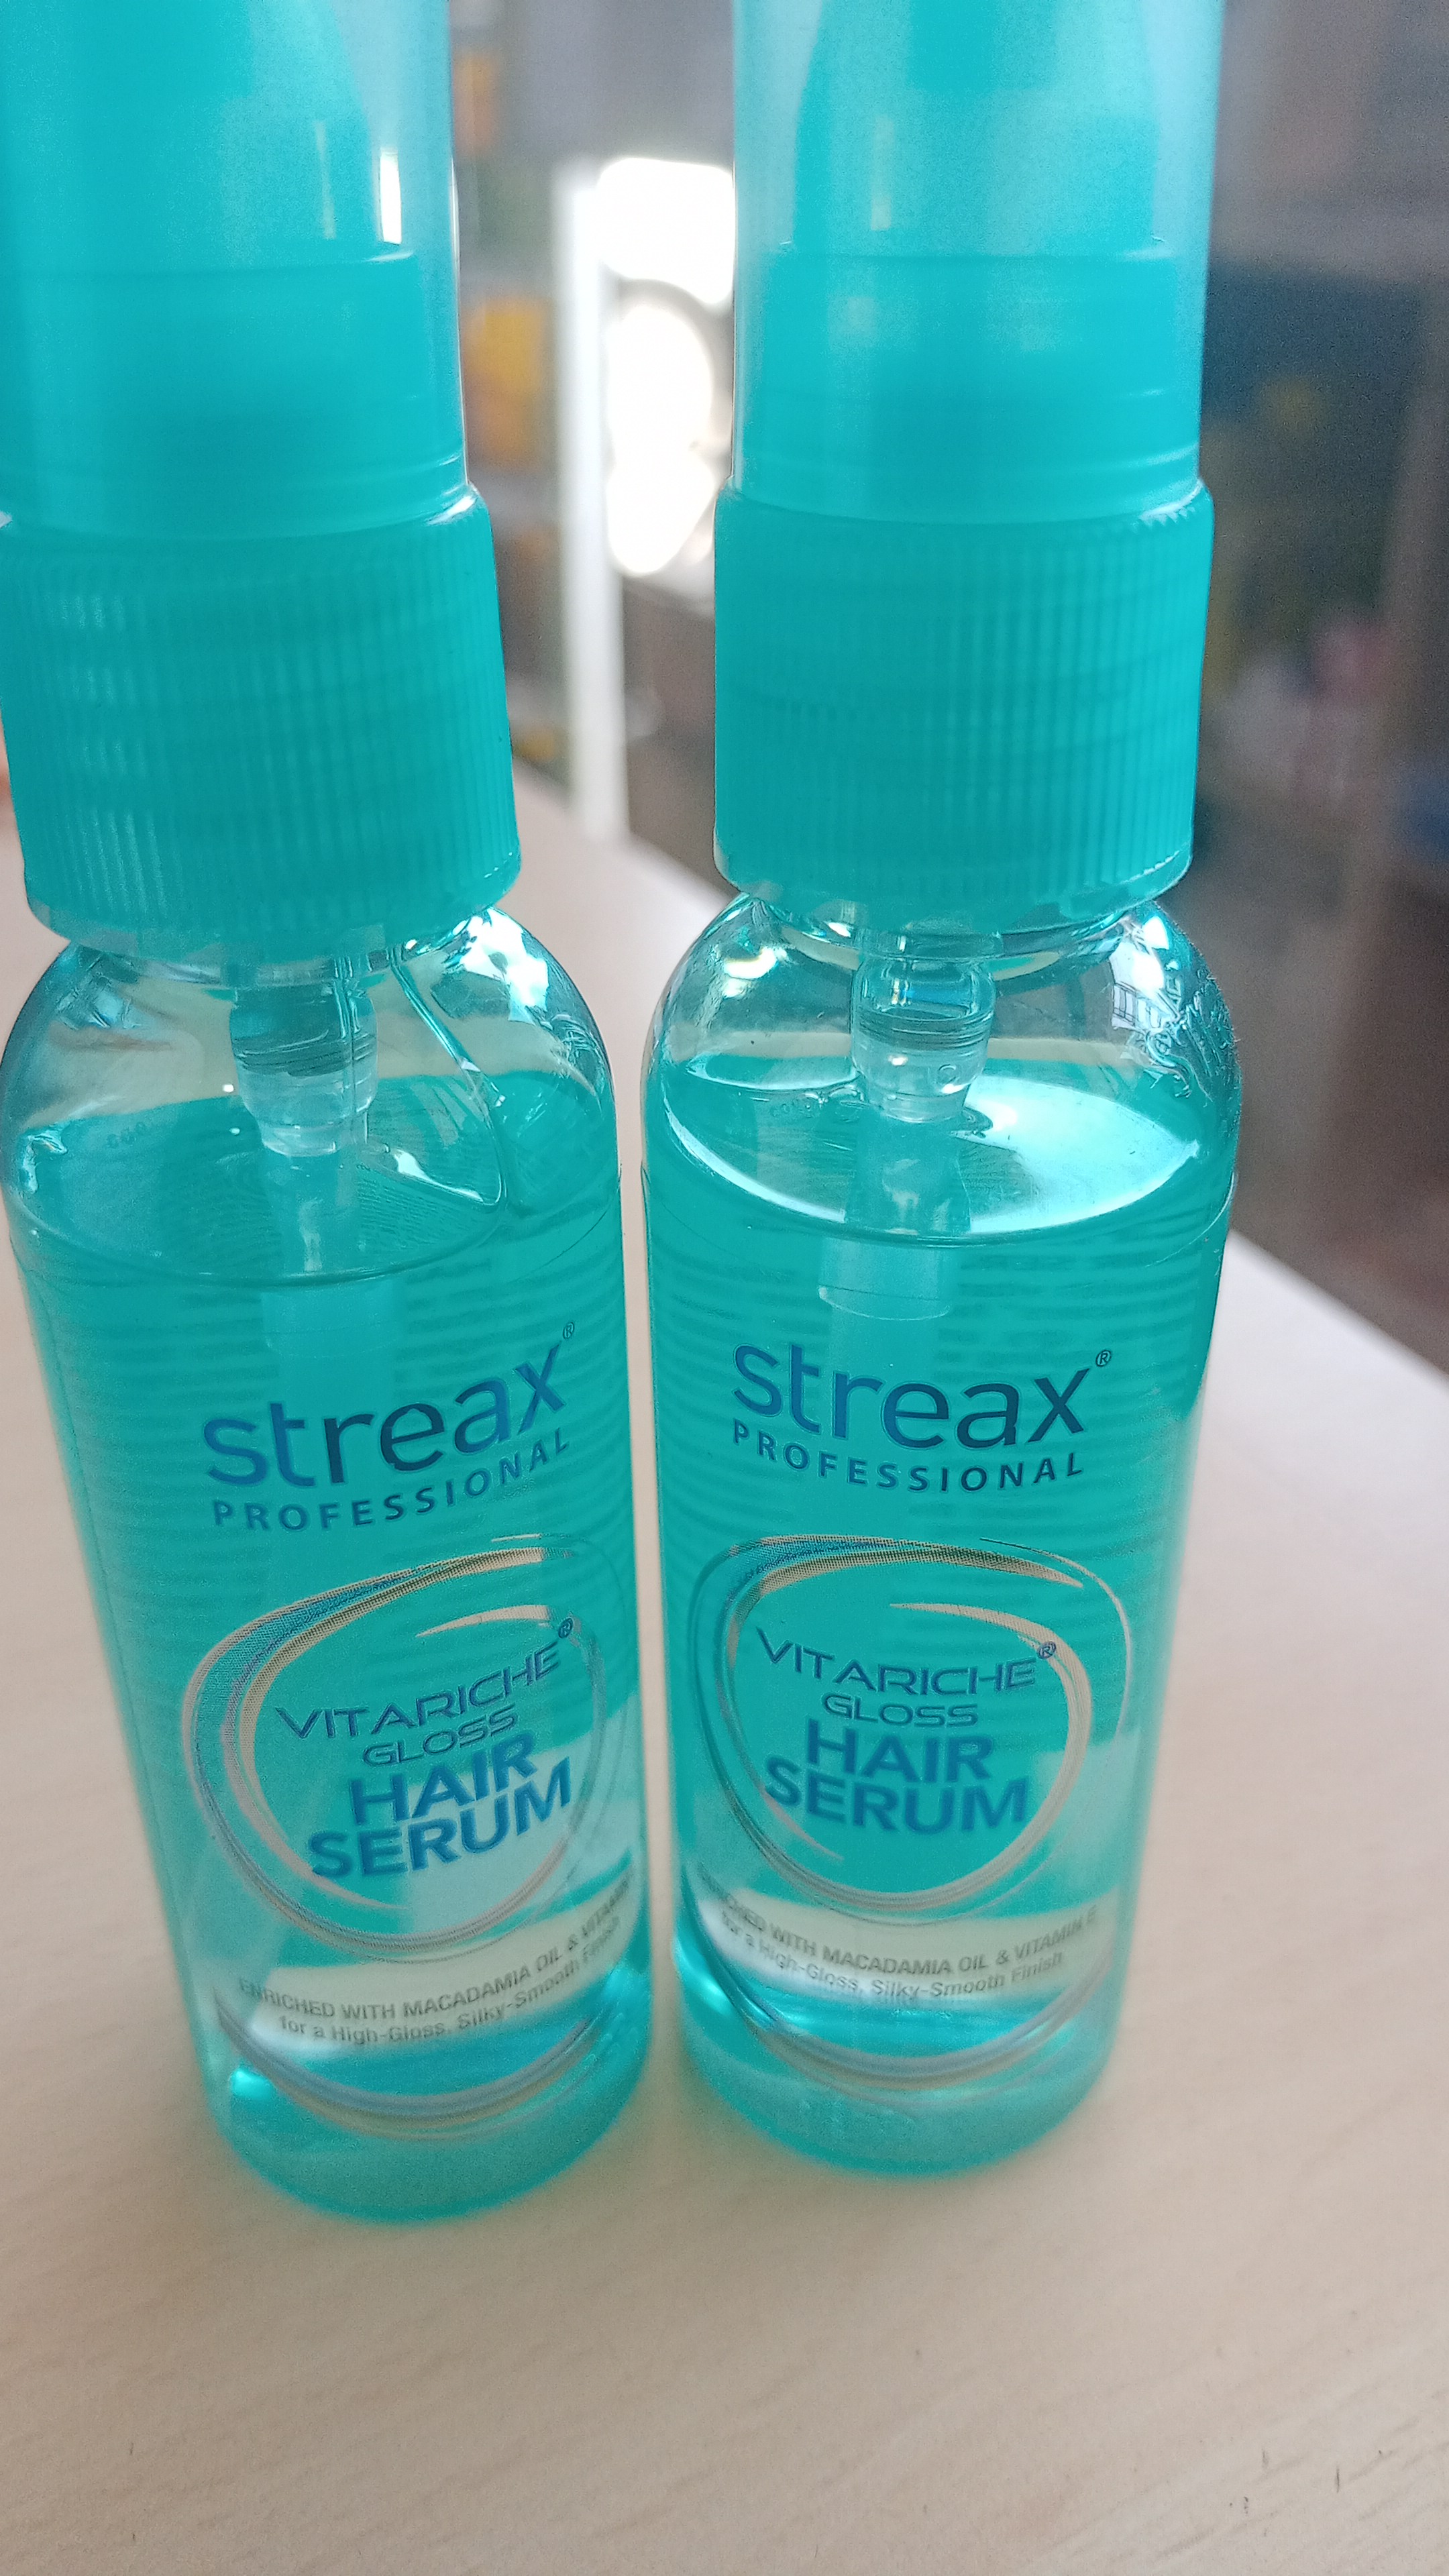 streax®
PROFESSIONAL
VITARICHE®
GLOSS
HAIR
SERUM
ENRICHED WITH MACADAMIA OIL & VITAMIN
for a High-Gloss, Silky-Smooth Finish
streax®
PROFESSIONAL
VITARICHE®
GLOSS
HAIR
SERUM
ENRICHED WITH MACADAMIA OIL & VITAMIN E
for a High-Gloss, Silky-Smooth Finish